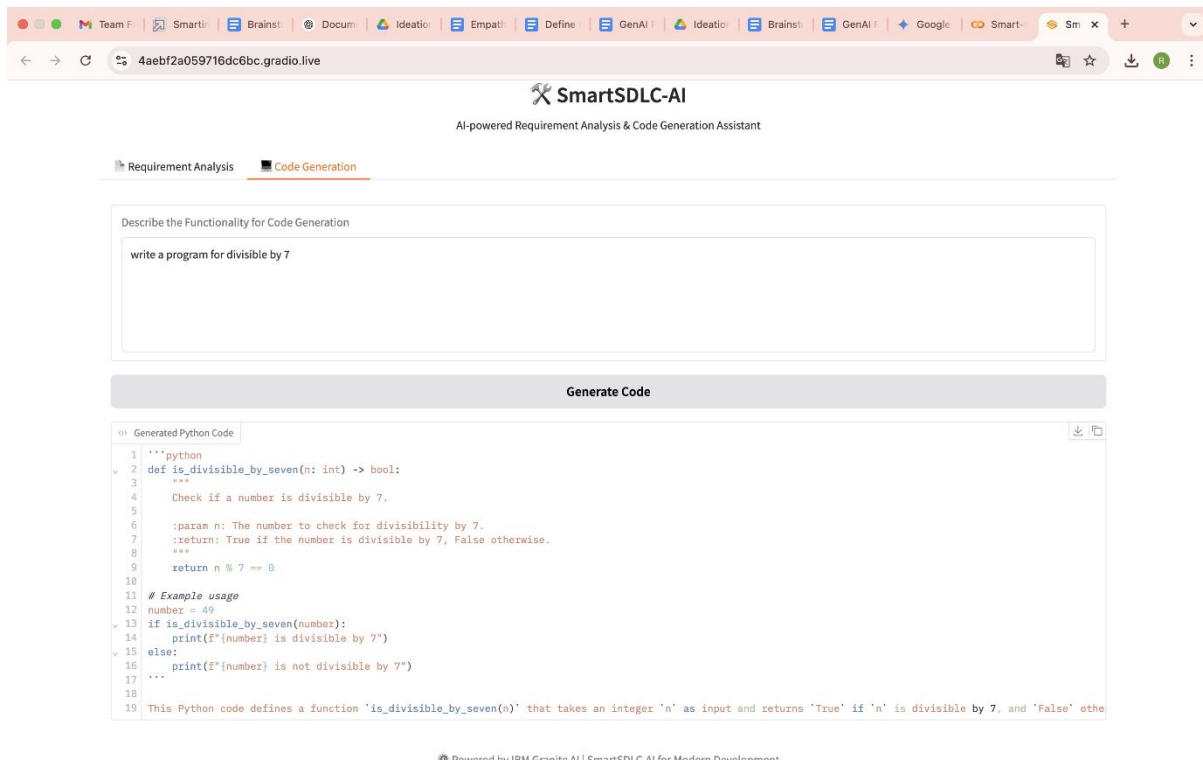 M Team F Smartin Brainst Docum Ideation Empath Define GenAI F Ideation Brainst GenAI F Google Smart- Sm × +
4aebf2a059716dc6bc.gradio.live R
SmartSDLC-AI
AI-powered Requirement Analysis & Code Generation Assistant
Requirement Analysis Code Generation
Describe the Functionality for Code Generation
write a program for divisible by 7
Generate Code
Generated Python Code
1 ```python
2 def is_divisible_by_seven(n: int) -> bool:
3 """
4 Check if a number is divisible by 7.
5
6 :param n: The number to check for divisibility by 7.
7 :return: True if the number is divisible by 7, False otherwise.
8 """
9 return n % 7 == 0
10
11 # Example usage
12 number = 49
13 if is_divisible_by_seven(number):
14 print(f"{number} is divisible by 7")
15 else:
16 print(f"{number} is not divisible by 7")
17 ```
18
19 This Python code defines a function `is_divisible_by_seven(n)` that takes an integer `n` as input and returns `True` if `n` is divisible by 7, and `False` othe
Powered by IBM Granite AI | SmartSDLC-AI for Modern Development